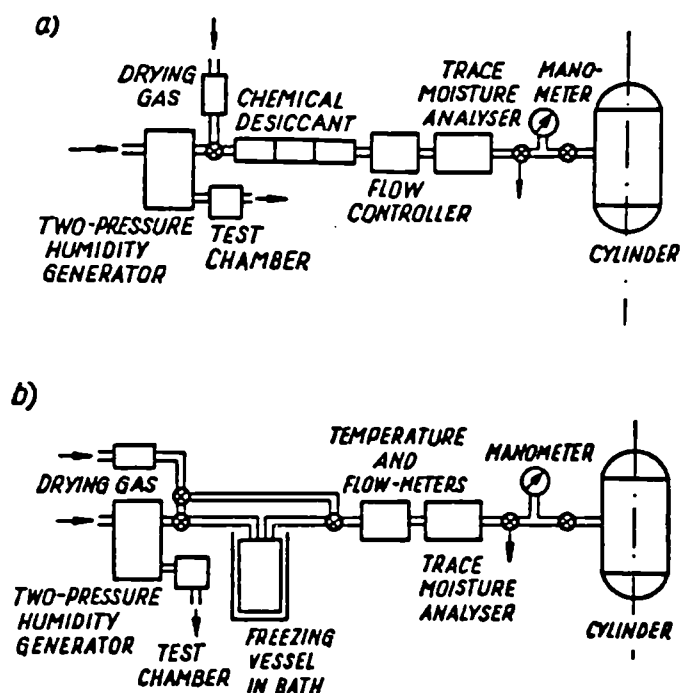 a)
DRYING
GAS
CHEMICAL
DESICCANT
TRACE
MOISTURE
ANALYSER
MANO-
METER
FLOW
CONTROLLER
TWO-PRESSURE
HUMIDITY
GENERATOR
TEST
CHAMBER
CYLINDER
b)
DRYING GAS
TEMPERATURE
AND
FLOW-METERS
MANOMETER
TWO-PRESSURE
HUMIDITY
GENERATOR
TEST
CHAMBER
FREEZING
VESSEL
IN BATH
TRACE
MOISTURE
ANALYSER
CYLINDER